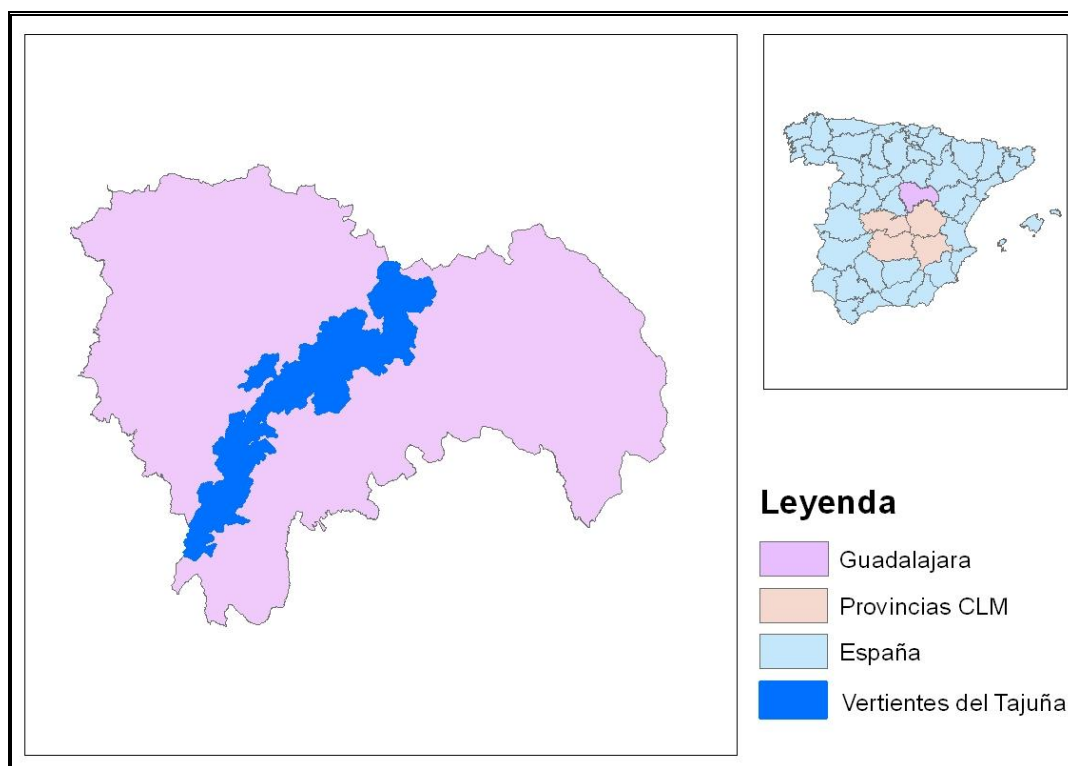 Leyenda
Guadalajara
Provincias CLM
España
Vertientes del Tajuña